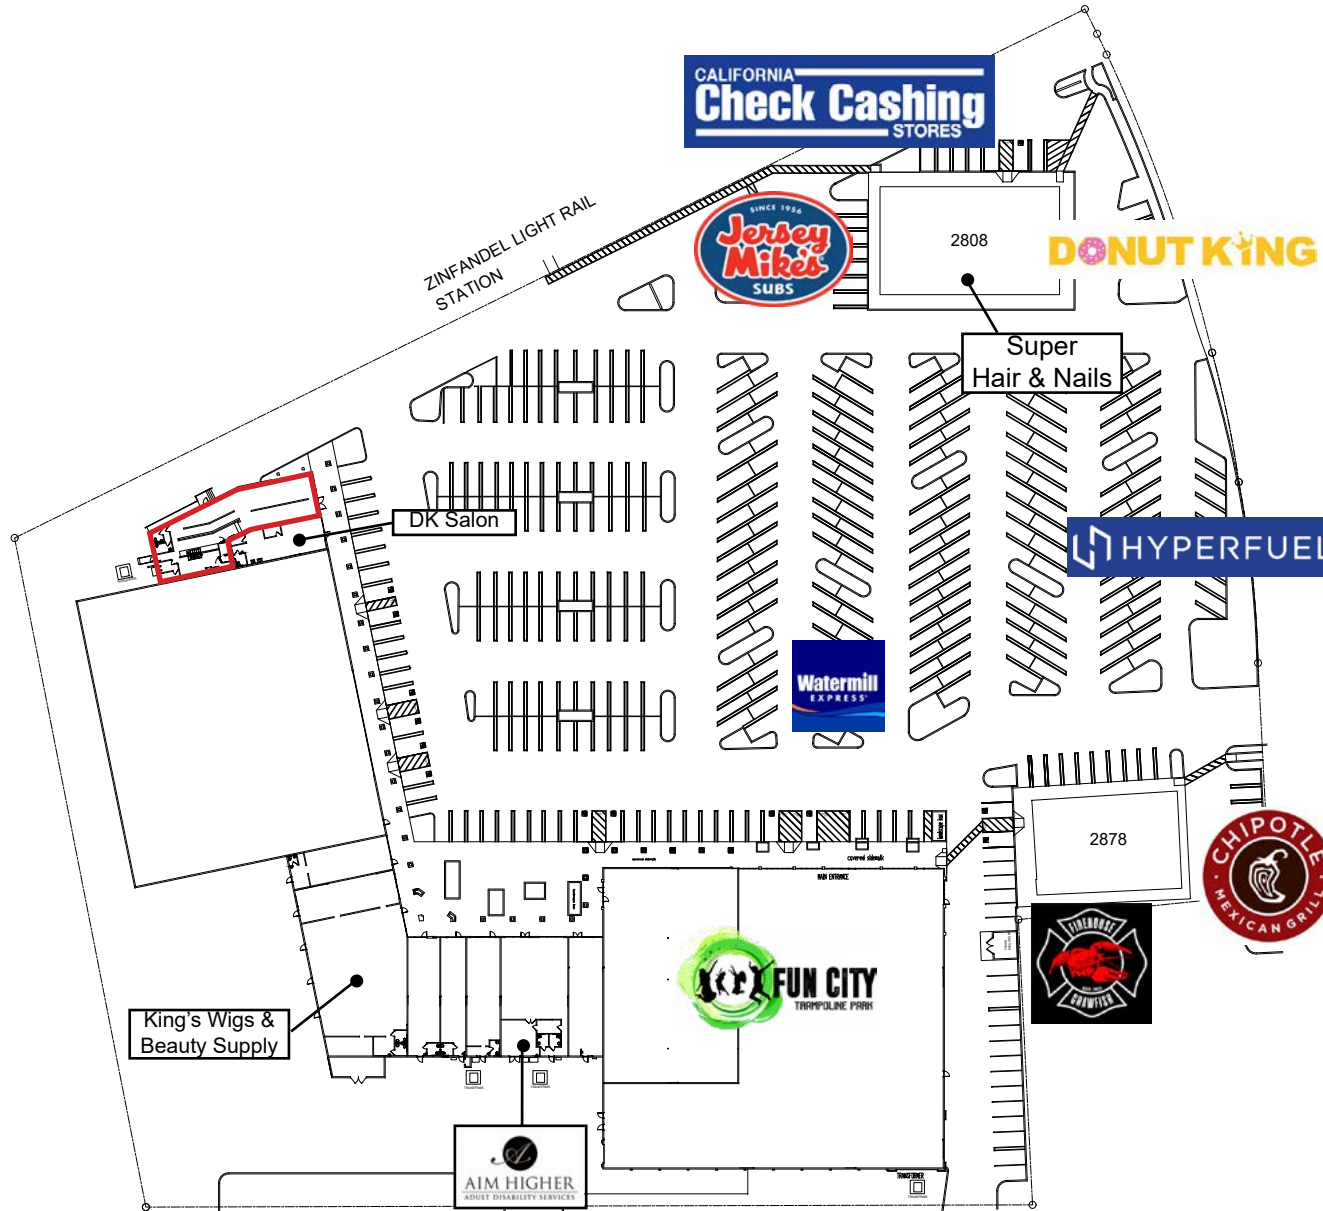 CALIFORNIA
Check Cashing
STORES
ZINFANDEL LIGHT RAIL
STATION
SINCE 1956
Jersey
Mike's
SUBS
2808
DONUT KING
Super
Hair & Nails
DK Salon
HYPERFUEL
Watermill
EXPRESS
2878
CHIPOTLE
MEXICAN GRILL
covered sidewalk
covered sidewalk
MAIN ENTRANCE
FIREHOUSE
CRAWFISH
FUN CITY
TRAMPOLINE PARK
King's Wigs &
Beauty Supply
A
AIM HIGHER
ADULT DISABILITY SERVICES
TRANSFORMER